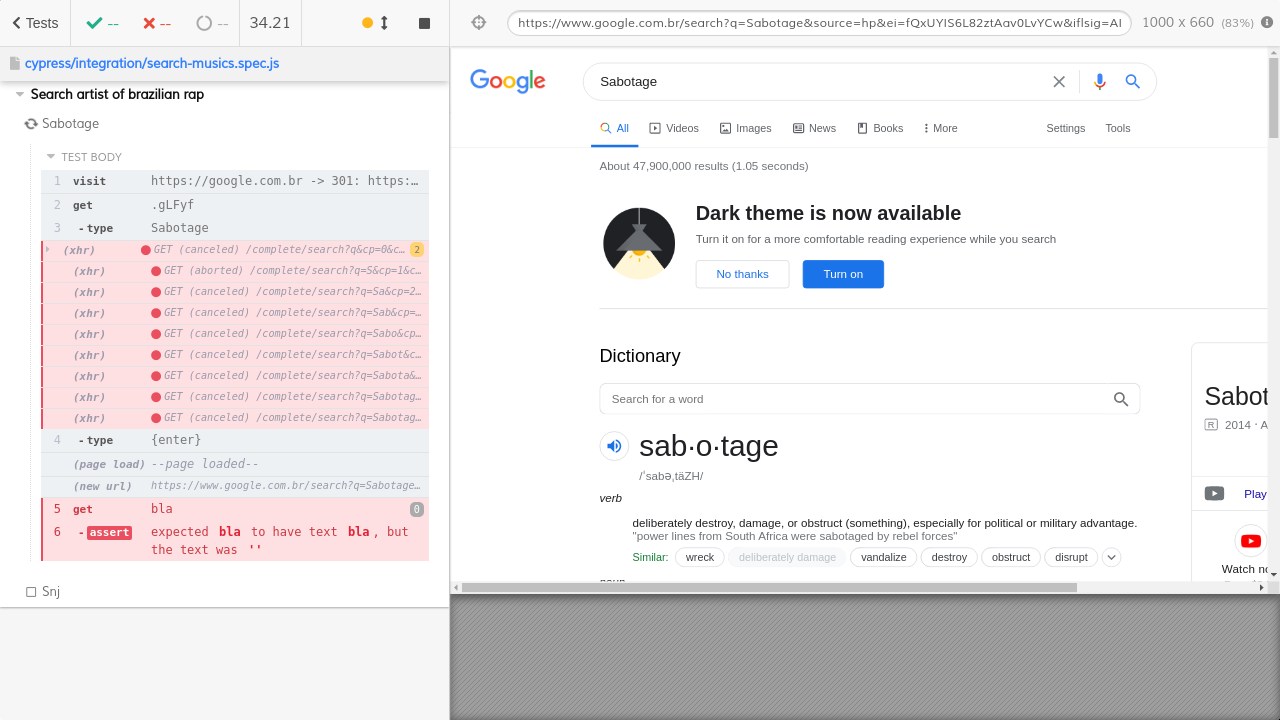 Tests
--
--
--
34.21
cypress/integration/search-musics.spec.js
Search artist of brazilian rap
Sabotage
TEST BODY
1 visit https://google.com.br -> 301: https:…
2 get .gLFyf
3 -type Sabotage
(xhr) GET (canceled) /complete/search?q&cp=0&c… 2
(xhr) GET (aborted) /complete/search?q=S&cp=1&c…
(xhr) GET (canceled) /complete/search?q=Sa&cp=2…
(xhr) GET (canceled) /complete/search?q=Sab&cp=…
(xhr) GET (canceled) /complete/search?q=Sabo&cp…
(xhr) GET (canceled) /complete/search?q=Sabot&c…
(xhr) GET (canceled) /complete/search?q=Sabota&…
(xhr) GET (canceled) /complete/search?q=Sabotag…
(xhr) GET (canceled) /complete/search?q=Sabotag…
4 -type {enter}
(page load) --page loaded--
(new url) https://www.google.com.br/search?q=Sabotage…
5 get bla 0
6 -assert expected bla to have text bla, but
the text was ''
Snj
https://www.google.com.br/search?q=Sabotage&source=hp&ei=fQxUYIS6L82ztAav0LvYCw&iflsig=AI
1000 x 660 (83%)
Google
Sabotage
All Videos Images News Books More Settings Tools
About 47,900,000 results (1.05 seconds)
Dark theme is now available
Turn it on for a more comfortable reading experience while you search
No thanks Turn on
Dictionary
Search for a word
sab·o·tage
/ˈsabəˌtäZH/
verb
deliberately destroy, damage, or obstruct (something), especially for political or military advantage.
"power lines from South Africa were sabotaged by rebel forces"
Similar: wreck deliberately damage vandalize destroy obstruct disrupt
noun
Sabot
R 2014 · A
Play
Watch no